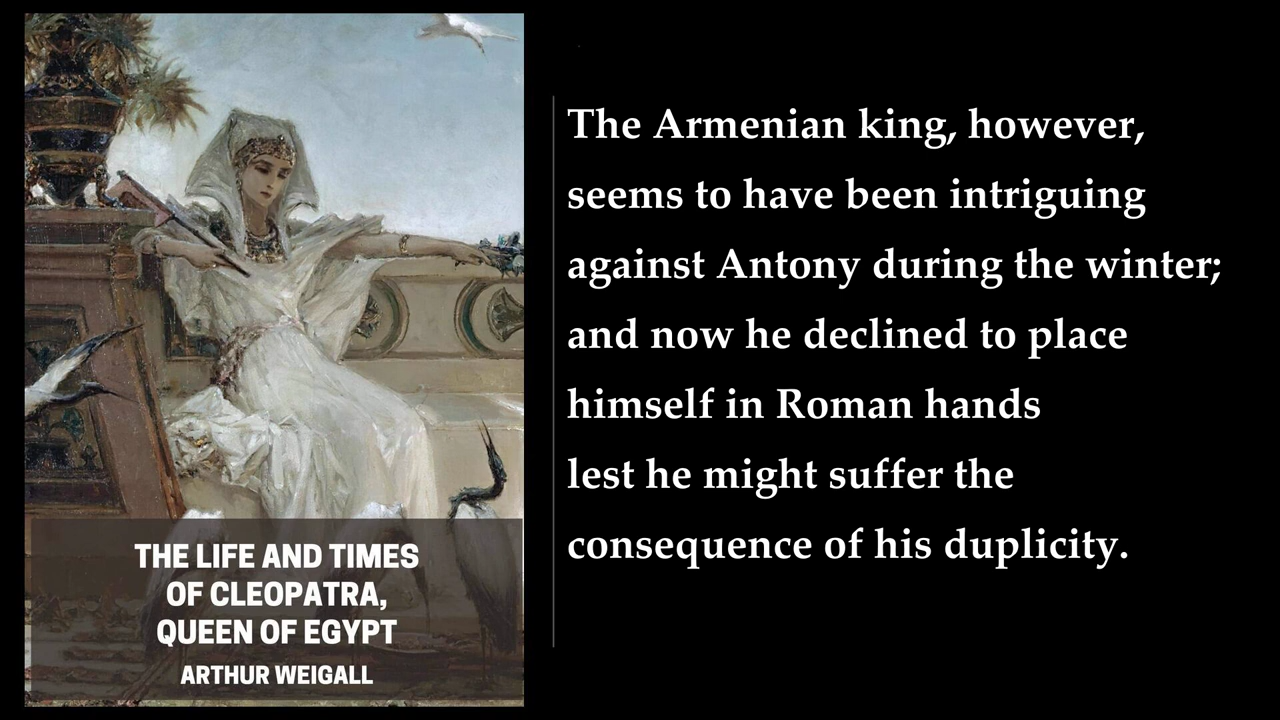 The Armenian king, however,
seems to have been intriguing
against Antony during the winter;
and now he declined to place
himself in Roman hands
lest he might suffer the
consequence of his duplicity.
THE LIFE AND TIMES
OF CLEOPATRA,
QUEEN OF EGYPT
ARTHUR WEIGALL